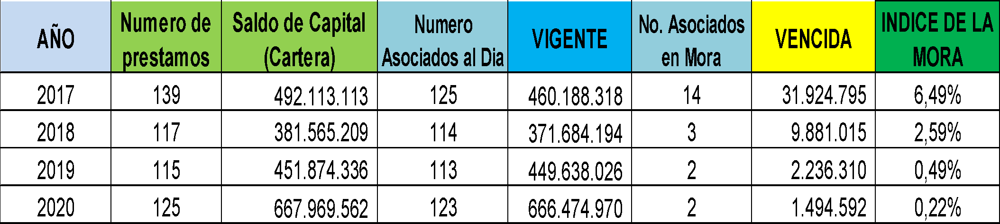 AÑO Numero de prestamos Saldo de Capital (Cartera) Numero Asociados al Dia VIGENTE No. Asociados en Mora VENCIDA INDICE DE LA MORA
2017 139 492.113.113 125 460.188.318 14 31.924.795 6,49%
2018 117 381.565.209 114 371.684.194 3 9.881.015 2,59%
2019 115 451.874.336 113 449.638.026 2 2.236.310 0,49%
2020 125 667.969.562 123 666.474.970 2 1.494.592 0,22%